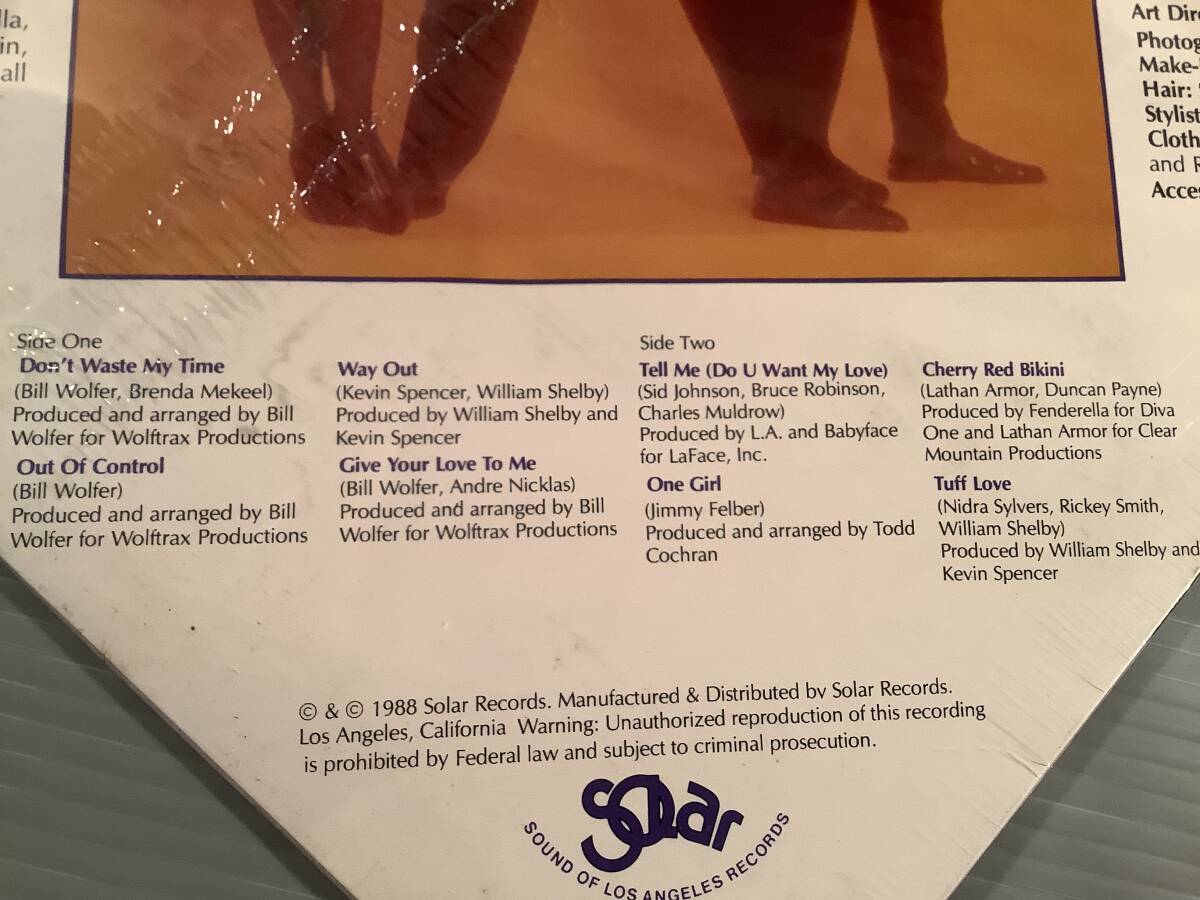 lla,
in,
all
Art Dir
Photog
Make-
Hair:
Stylist
Cloth
and R
Acces
Side One
Don't Waste My Time
(Bill Wolfer, Brenda Mekeel)
Produced and arranged by Bill
Wolfer for Wolftrax Productions
Out Of Control
(Bill Wolfer)
Produced and arranged by Bill
Wolfer for Wolftrax Productions
Way Out
(Kevin Spencer, William Shelby)
Produced by William Shelby and
Kevin Spencer
Give Your Love To Me
(Bill Wolfer, Andre Nicklas)
Produced and arranged by Bill
Wolfer for Wolftrax Productions
Side Two
Tell Me (Do U Want My Love)
(Sid Johnson, Bruce Robinson,
Charles Muldrow)
Produced by L.A. and Babyface
for LaFace, Inc.
One Girl
(Jimmy Felber)
Produced and arranged by Todd
Cochran
Cherry Red Bikini
(Lathan Armor, Duncan Payne)
Produced by Fenderella for Diva
One and Lathan Armor for Clear
Mountain Productions
Tuff Love
(Nidra Sylvers, Rickey Smith,
William Shelby)
Produced by William Shelby and
Kevin Spencer
© & © 1988 Solar Records. Manufactured & Distributed by Solar Records.
Los Angeles, California Warning: Unauthorized reproduction of this recording
is prohibited by Federal law and subject to criminal prosecution.
Solar
SOUND OF LOS ANGELES RECORDS